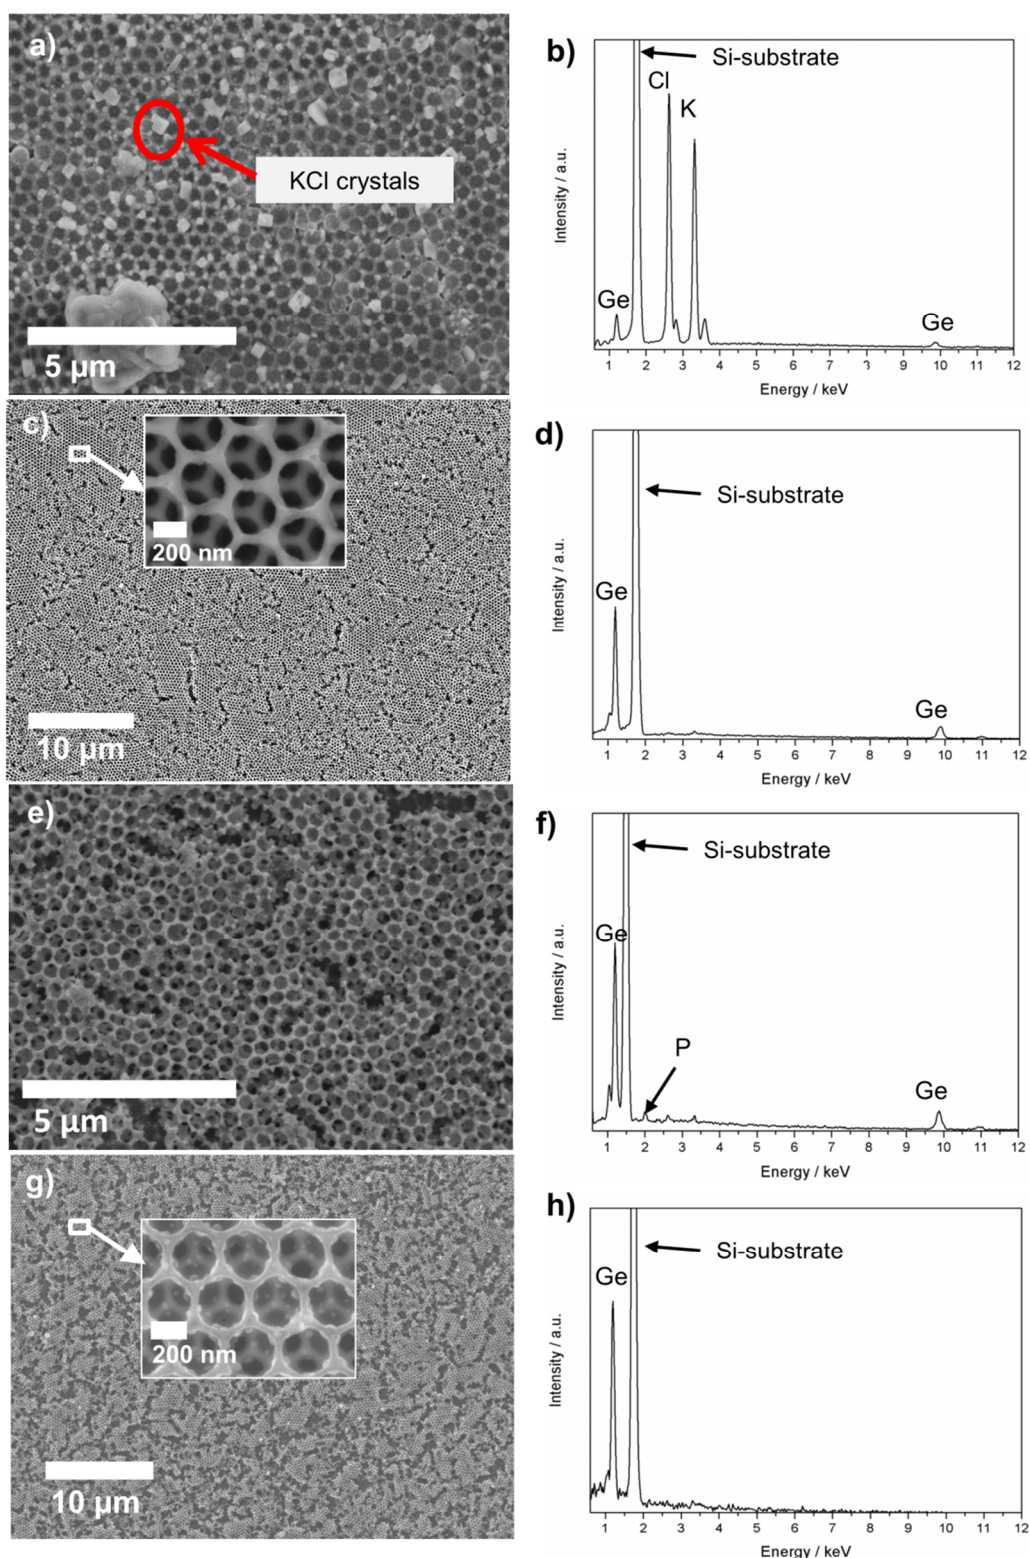 a)
KCl crystals
5 µm
b)
Si-substrate
Cl
K
Ge
Ge
Intensity / a.u.
1 2 3 4 5 6 7 8 9 10 11 12
Energy / keV
c)
200 nm
10 µm
d)
Si-substrate
Ge
Ge
Intensity / a.u.
1 2 3 4 5 6 7 8 9 10 11 12
Energy / keV
e)
5 µm
f)
Si-substrate
Ge
P
Ge
Intensity / a.u.
1 2 3 4 5 6 7 8 9 10 11 12
Energy / keV
g)
200 nm
10 µm
h)
Si-substrate
Ge
Intensity / a.u.
1 2 3 4 5 6 7 8 9 10 11 12
Energy / keV